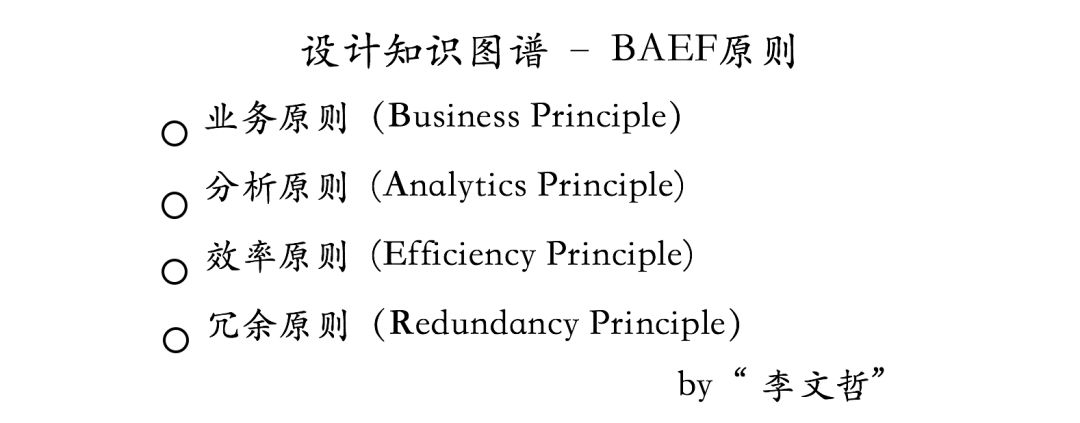 设计知识图谱 – BAEF原则
业务原则（Business Principle）
分析原则（Analytics Principle）
效率原则（Efficiency Principle）
冗余原则（Redundancy Principle）
by “ 李文哲”